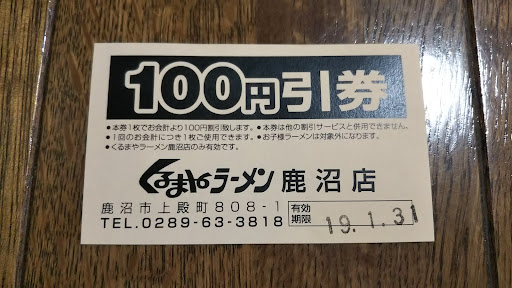 100円引券
●本券1枚でお会計より100円割引致します。●本券は他の割引サービスと併用できません。
●1回のお会計につき1枚で使用できます。●お子様ラーメンは対象外になります。
●くるまやラーメン鹿沼店のみ有効です。
くるまやラーメン 鹿沼店
鹿沼市上殿町808-1
TEL.0289-63-3818
有効期限 19.1.31